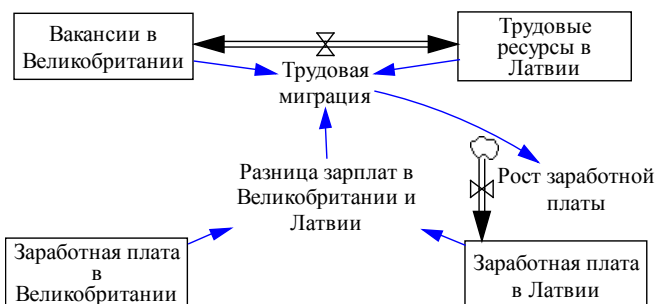 Вакансии в
Великобритании
Трудовые
ресурсы в
Латвии
Трудовая
миграция
Разница зарплат в
Великобритании и
Латвии
Рост заработной
платы
Заработная плата
в
Великобритании
Заработная плата
в Латвии